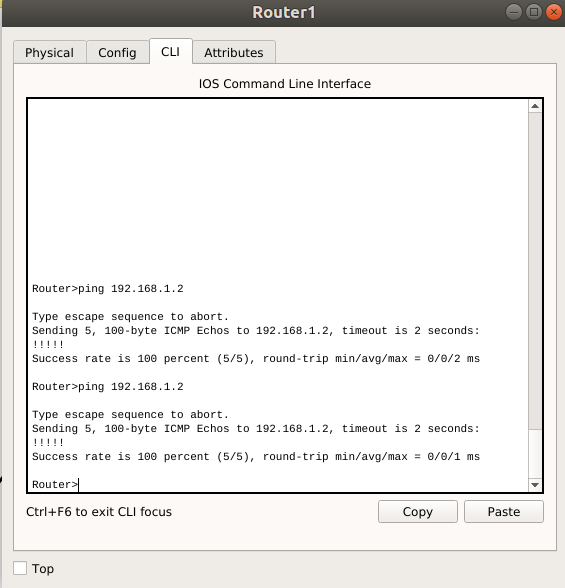 Router1
Physical Config CLI Attributes
IOS Command Line Interface
Router>ping 192.168.1.2
Type escape sequence to abort.
Sending 5, 100-byte ICMP Echos to 192.168.1.2, timeout is 2 seconds:
!!!!!
Success rate is 100 percent (5/5), round-trip min/avg/max = 0/0/2 ms
Router>ping 192.168.1.2
Type escape sequence to abort.
Sending 5, 100-byte ICMP Echos to 192.168.1.2, timeout is 2 seconds:
!!!!!
Success rate is 100 percent (5/5), round-trip min/avg/max = 0/0/1 ms
Router>
Ctrl+F6 to exit CLI focus Copy Paste
Top